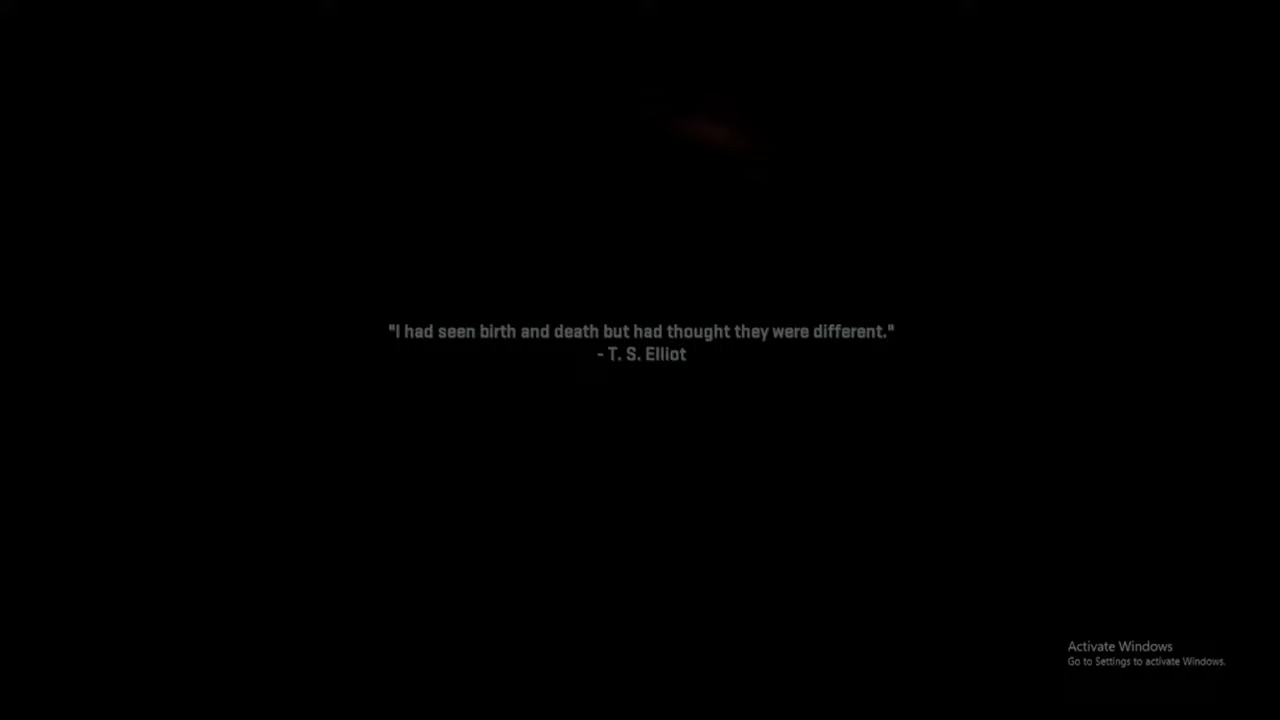 "I had seen birth and death but had thought they were different."
- T. S. Elliot
Activate Windows
Go to Settings to activate Windows.